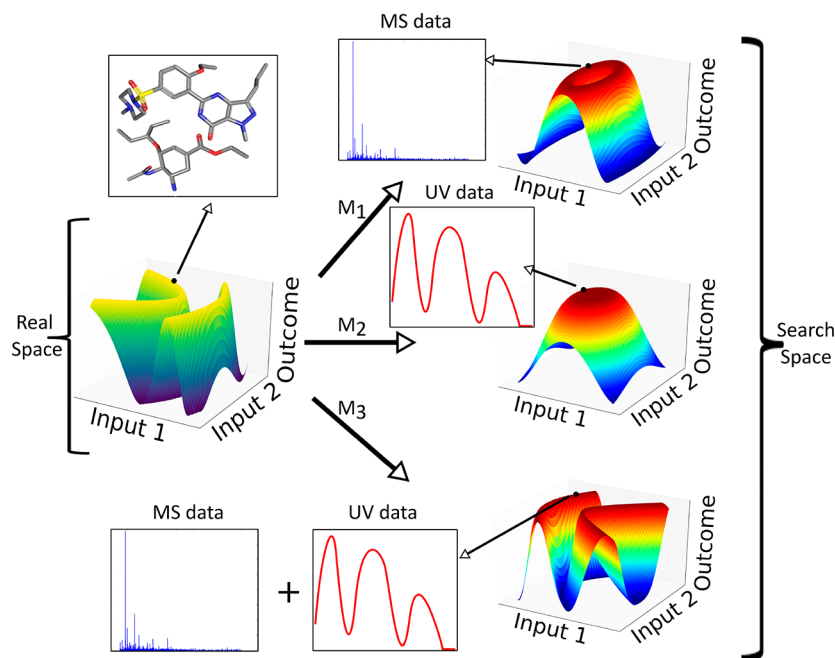 MS data
Outcome
Input 2
Input 1
M1
UV data
Real
Space
Outcome
Input 2
Input 1
M2
Outcome
Input 2
Input 1
Search
Space
M3
MS data
UV data
+
Outcome
Input 2
Input 1